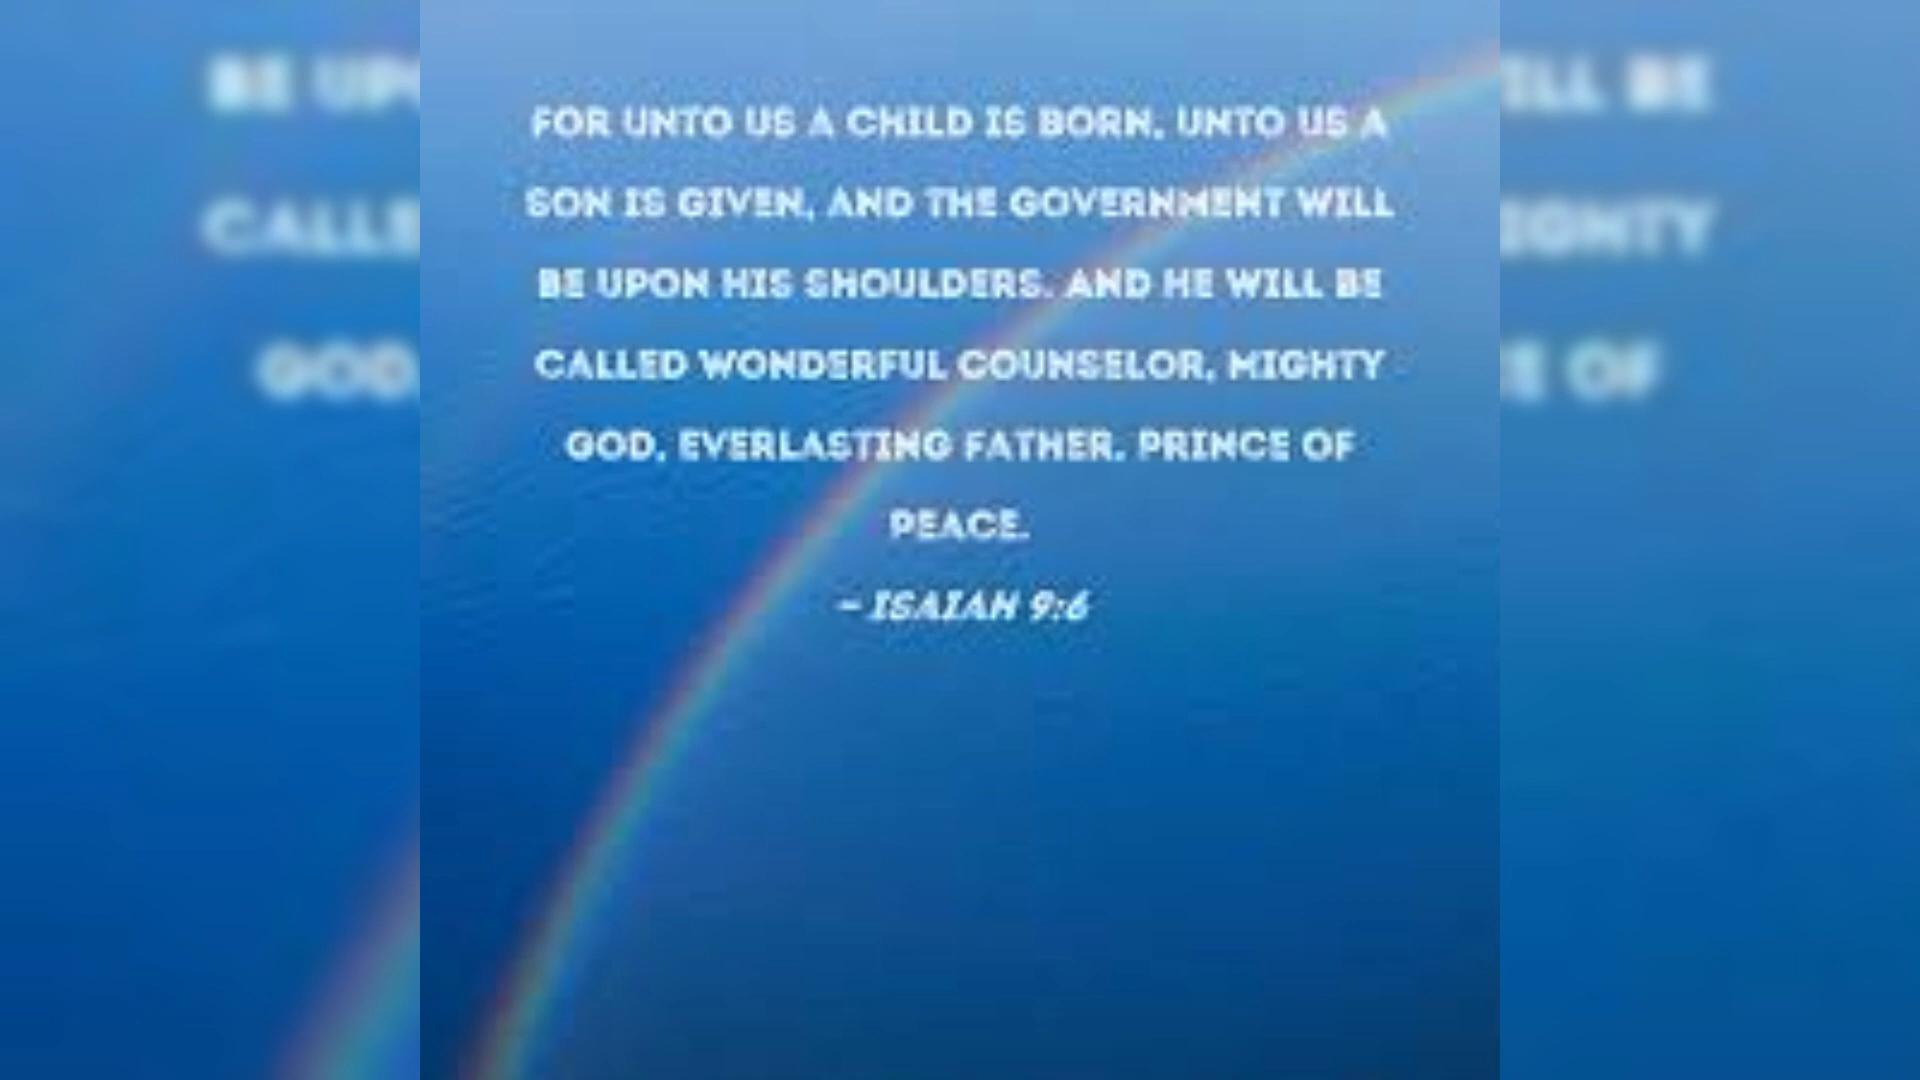 FOR UNTO US A CHILD IS BORN, UNTO US A
SON IS GIVEN, AND THE GOVERNMENT WILL
BE UPON HIS SHOULDERS. AND HE WILL BE
CALLED WONDERFUL COUNSELOR, MIGHTY
GOD, EVERLASTING FATHER, PRINCE OF
PEACE.
– ISAIAH 9:6